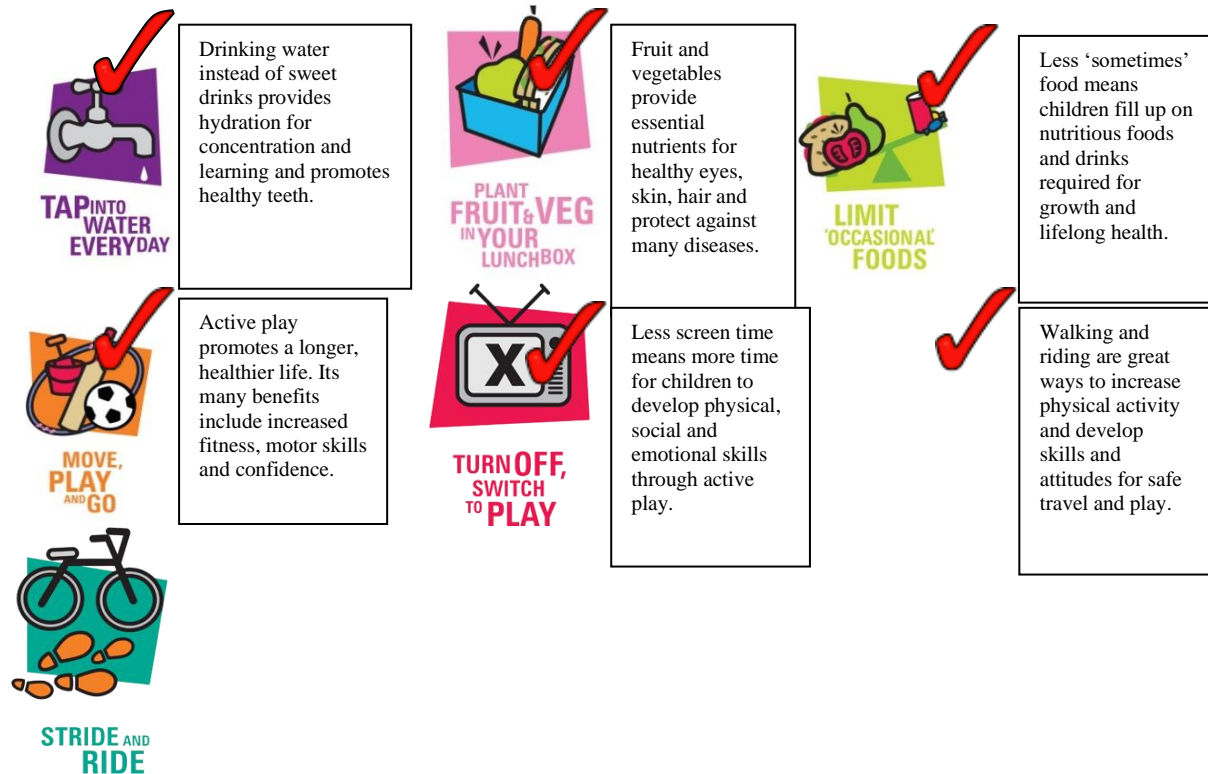 TAP INTO
WATER
EVERYDAY
Drinking water
instead of sweet
drinks provides
hydration for
concentration and
learning and promotes
healthy teeth.
PLANT
FRUIT & VEG
IN YOUR
LUNCHBOX
Fruit and
vegetables
provide
essential
nutrients for
healthy eyes,
skin, hair and
protect against
many diseases.
LIMIT
'OCCASIONAL'
FOODS
Less ‘sometimes’
food means
children fill up on
nutritious foods
and drinks
required for
growth and
lifelong health.
MOVE,
PLAY
AND GO
Active play
promotes a longer,
healthier life. Its
many benefits
include increased
fitness, motor skills
and confidence.
X
TURN OFF,
SWITCH
TO PLAY
Less screen time
means more time
for children to
develop physical,
social and
emotional skills
through active
play.
Walking and
riding are great
ways to increase
physical activity
and develop
skills and
attitudes for safe
travel and play.
STRIDE AND
RIDE